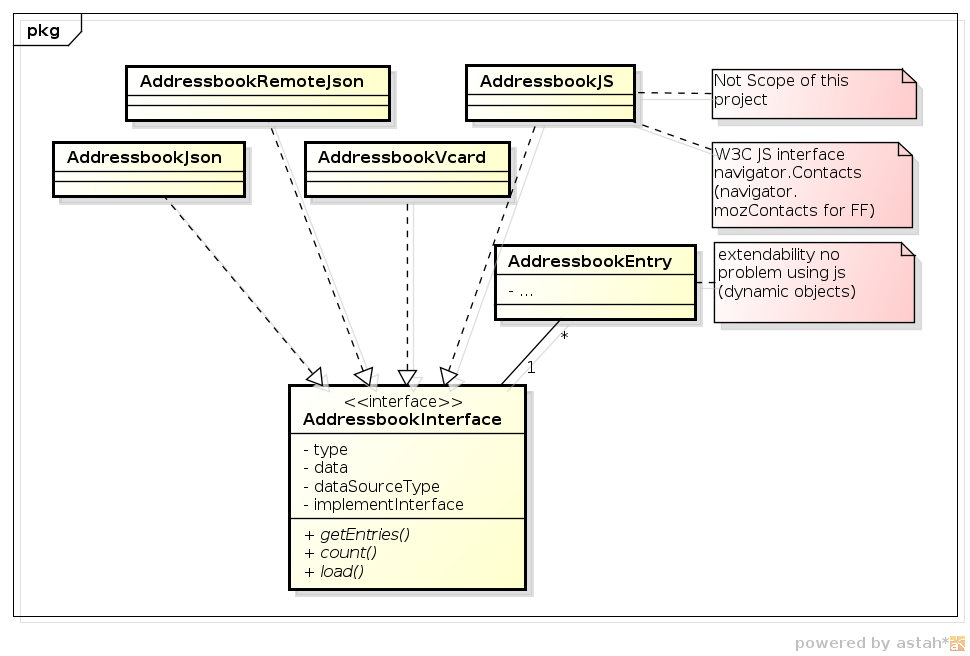 pkg
AddressbookRemoteJson
AddressbookJS
Not Scope of this
project
AddressbookJson
AddressbookVcard
W3C JS interface
navigator.Contacts
(navigator.
mozContacts for FF)
AddressbookEntry
- ...
extendability no
problem using js
(dynamic objects)
*
1
<<interface>>
AddressbookInterface
- type
- data
- dataSourceType
- implementInterface
+ getEntries()
+ count()
+ load()
powered by astah*